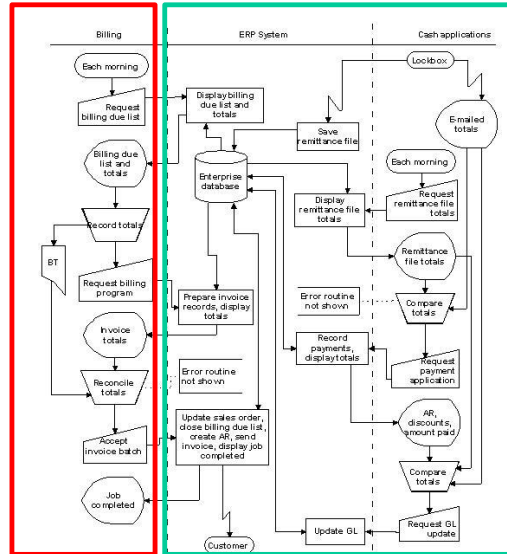 Billing
ERP System
Cash applications
Each morning
Lockbox
Request
billing due list
Display billing
due list and
totals
E-mailed
totals
Save
remittance file
Billing due
list and
totals
Enterprise
database
Each morning
Display
remittance file
totals
Request
remittance file
totals
Record totals
BT
Remittance
file totals
Request billing
program
Prepare invoice
records, display
totals
Error routine
not shown
Compare
totals
Invoice
totals
Record
payments,
display totals
Error routine
not shown
Request
payment
application
Reconcile
totals
AR,
discounts,
amount paid
Update sales order,
close billing due list,
create AR, send
invoice, display job
completed
Accept
invoice batch
Compare
totals
Job
completed
Customer
Update GL
Request GL
update